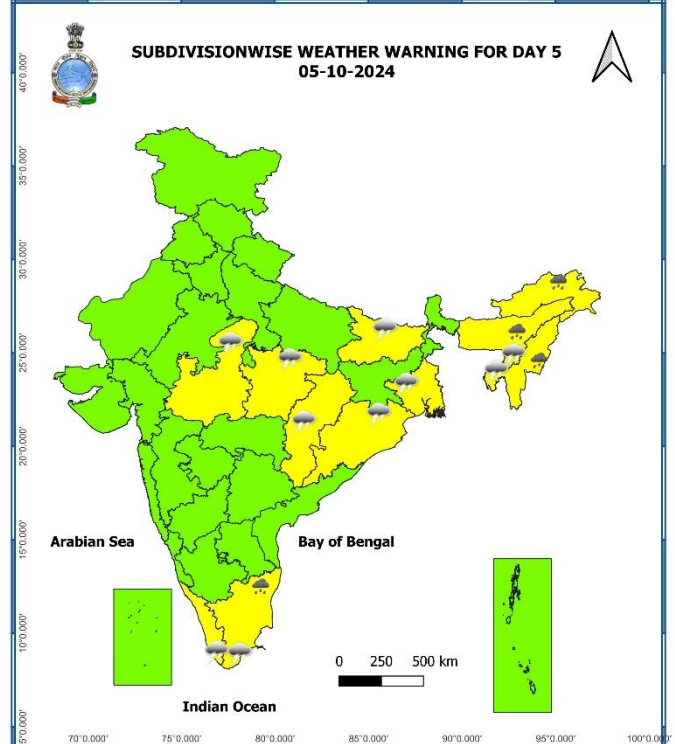 SUBDIVISIONWISE WEATHER WARNING FOR DAY 5
05-10-2024
40°0.000'
35°0.000'
30°0.000'
25°0.000'
20°0.000'
15°0.000'
10°0.000'
5°0.000'
Arabian Sea
Bay of Bengal
0 250 500 km
Indian Ocean
70°0.000' 75°0.000' 80°0.000' 85°0.000' 90°0.000' 95°0.000' 100°0.000'